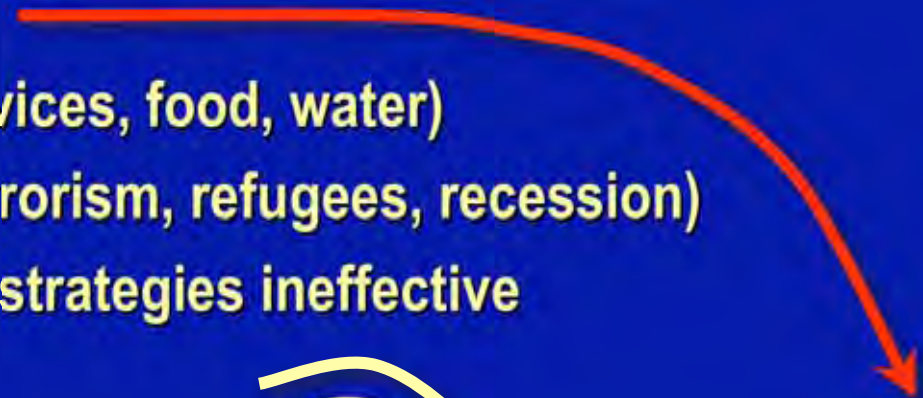 vices, food, water)
rorism, refugees, recession)
strategies ineffective